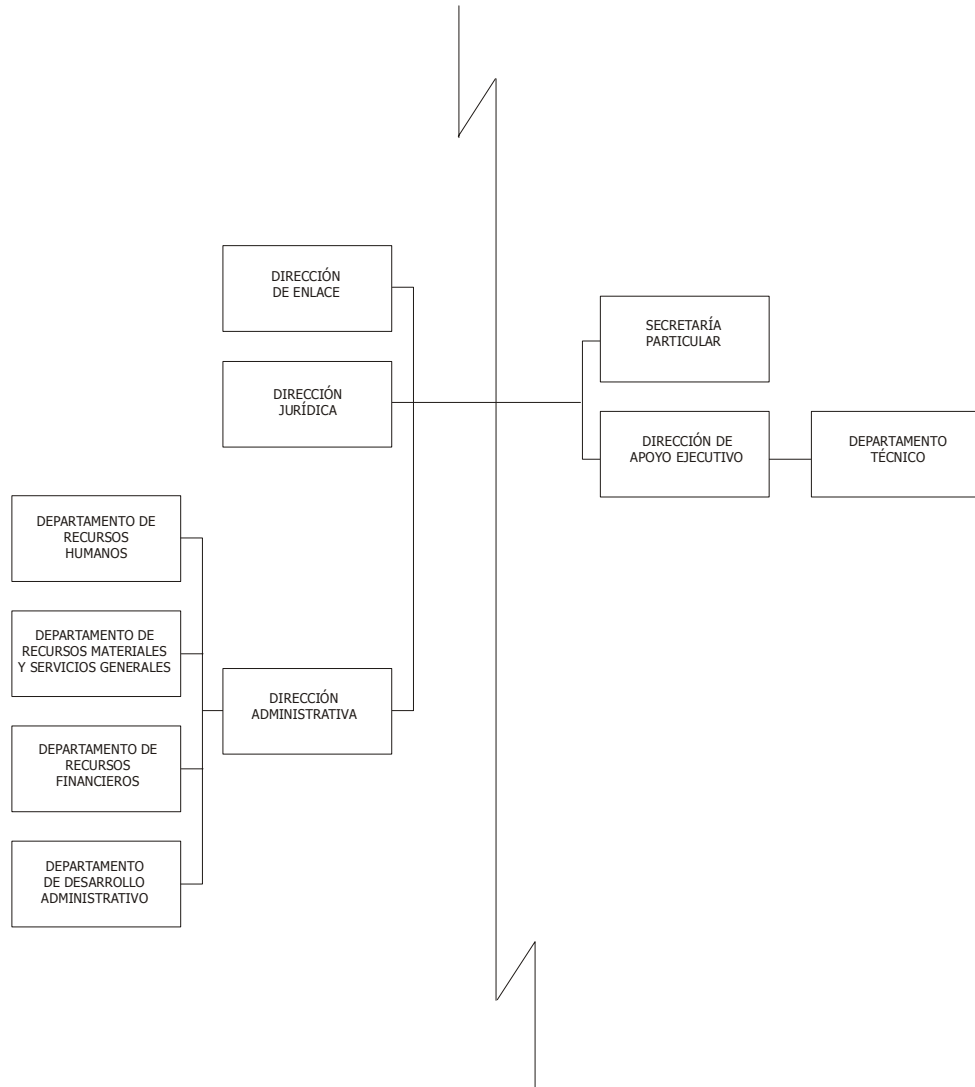 DIRECCIÓN
DE ENLACE
SECRETARÍA
PARTICULAR
DIRECCIÓN
JURÍDICA
DIRECCIÓN DE
APOYO EJECUTIVO
DEPARTAMENTO
TÉCNICO
DEPARTAMENTO DE
RECURSOS
HUMANOS
DEPARTAMENTO DE
RECURSOS MATERIALES
Y SERVICIOS GENERALES
DIRECCIÓN
ADMINISTRATIVA
DEPARTAMENTO DE
RECURSOS
FINANCIEROS
DEPARTAMENTO
DE DESARROLLO
ADMINISTRATIVO